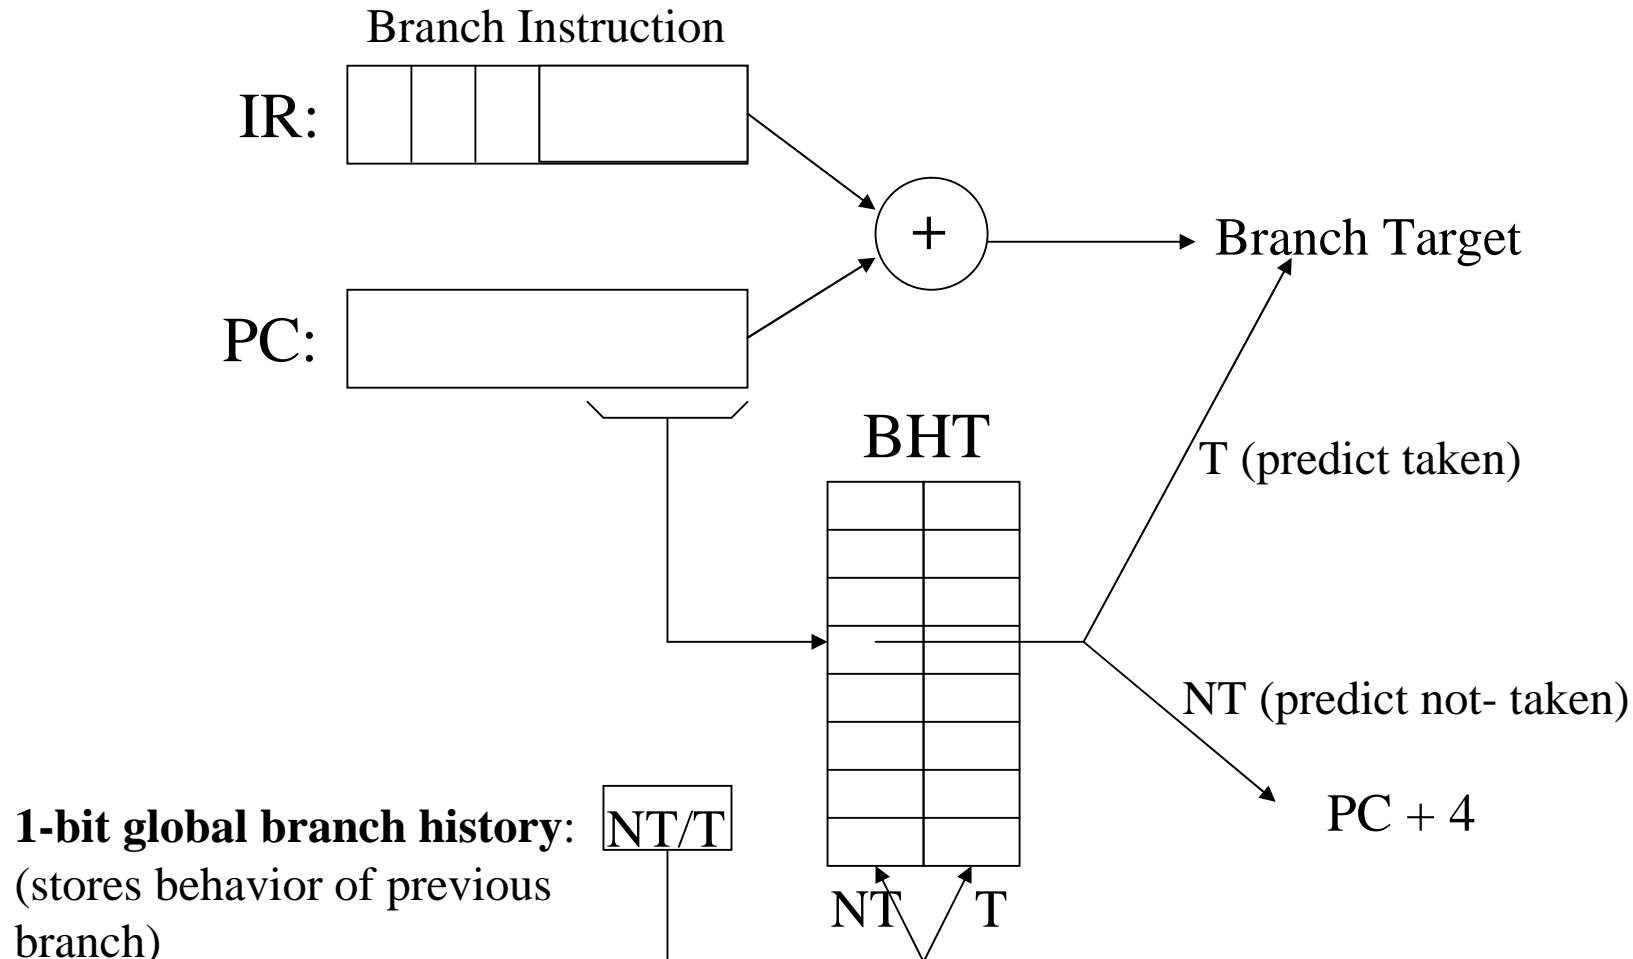 Branch Instruction
IR:
+
Branch Target
PC:
BHT
T (predict taken)
NT (predict not- taken)
PC + 4
1-bit global branch history:
NT/T
(stores behavior of previous
branch)
NT
T